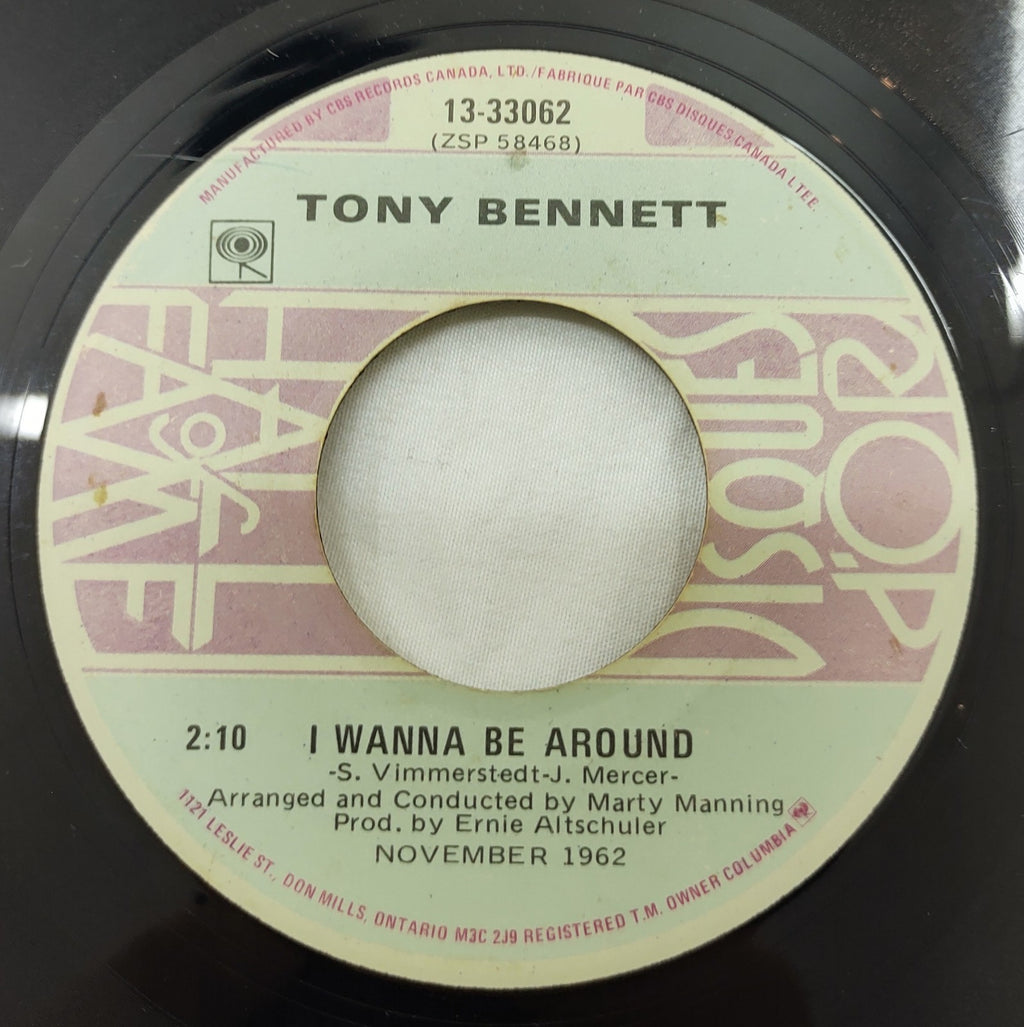 MANUFACTURED BY CBS RECORDS CANADA, LTD./FABRIQUE PAR CBS DISQUES CANADA LTEE.
13-33062
(ZSP 58468)
TONY BENNETT
HALL
of
FAME
DISQUES
D'OR
2:10 I WANNA BE AROUND
-S. Vimmerstedt-J. Mercer-
Arranged and Conducted by Marty Manning
Prod. by Ernie Altschuler
NOVEMBER 1962
1121 LESLIE ST., DON MILLS, ONTARIO M3C 2J9 REGISTERED T.M. OWNER COLUMBIA